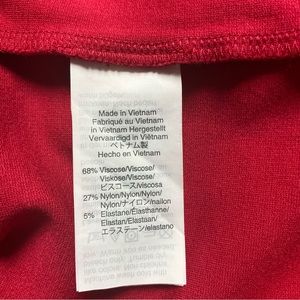 Made in Vietnam
Fabriqué au Vietnam
in Vietnam Hergestellt
Vervaardigd in Vietnam
ベトナム製
Hecho en Vietnam
68% Viscose/Viscose/
Viskose/Viscose/
ビスコース/viscosa
27% Nylon/Nylon/Nylon/
Nylon/ナイロン/nailon
5% Elastane/Élasthanne/
Elastan/Elastaan/
エラステーン/elastano